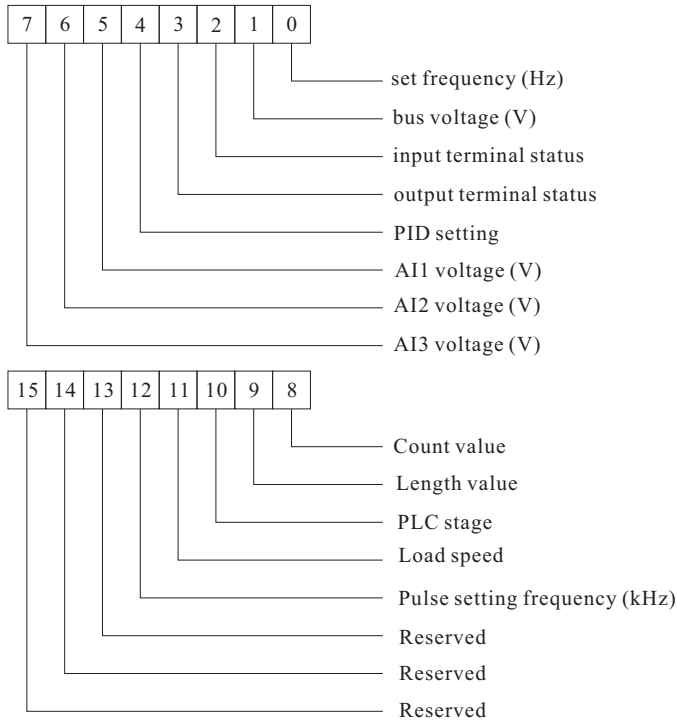 7 6 5 4 3 2 1 0
set frequency (Hz)
bus voltage (V)
input terminal status
output terminal status
PID setting
AI1 voltage (V)
AI2 voltage (V)
AI3 voltage (V)
15 14 13 12 11 10 9 8
Count value
Length value
PLC stage
Load speed
Pulse setting frequency (kHz)
Reserved
Reserved
Reserved